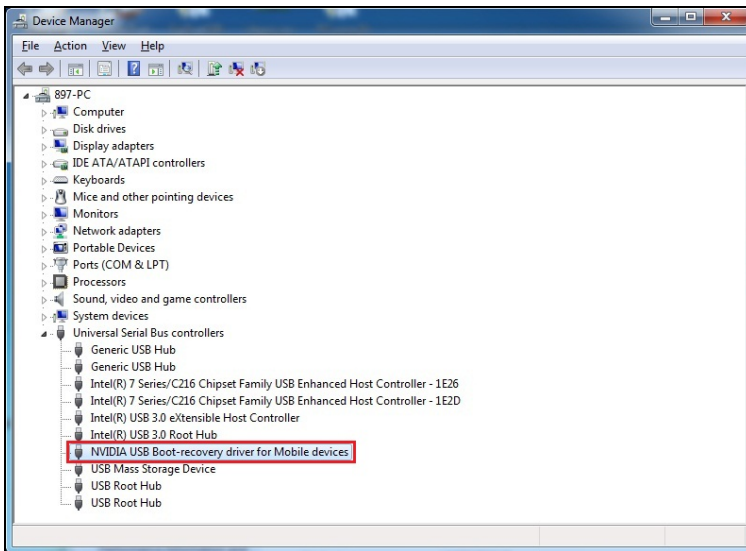 Device Manager
File Action View Help
897-PC
Computer
Disk drives
Display adapters
IDE ATA/ATAPI controllers
Keyboards
Mice and other pointing devices
Monitors
Network adapters
Portable Devices
Ports (COM & LPT)
Processors
Sound, video and game controllers
System devices
Universal Serial Bus controllers
Generic USB Hub
Generic USB Hub
Intel(R) 7 Series/C216 Chipset Family USB Enhanced Host Controller - 1E26
Intel(R) 7 Series/C216 Chipset Family USB Enhanced Host Controller - 1E2D
Intel(R) USB 3.0 eXtensible Host Controller
Intel(R) USB 3.0 Root Hub
NVIDIA USB Boot-recovery driver for Mobile devices
USB Mass Storage Device
USB Root Hub
USB Root Hub